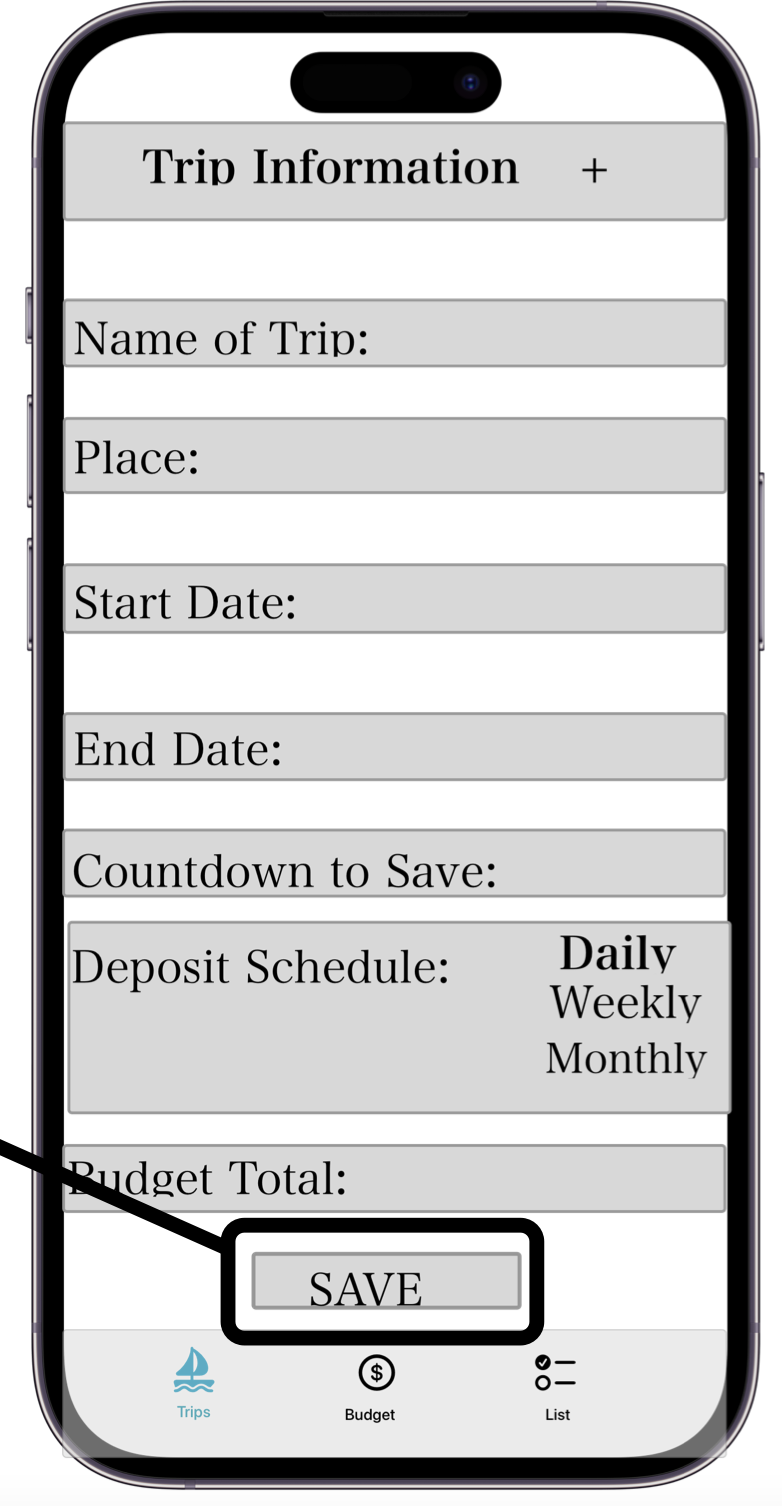 Trip Information +
Name of Trip:
Place:
Start Date:
End Date:
Countdown to Save:
Deposit Schedule: Daily
Weekly
Monthly
Budget Total:
SAVE
$
Trips Budget List